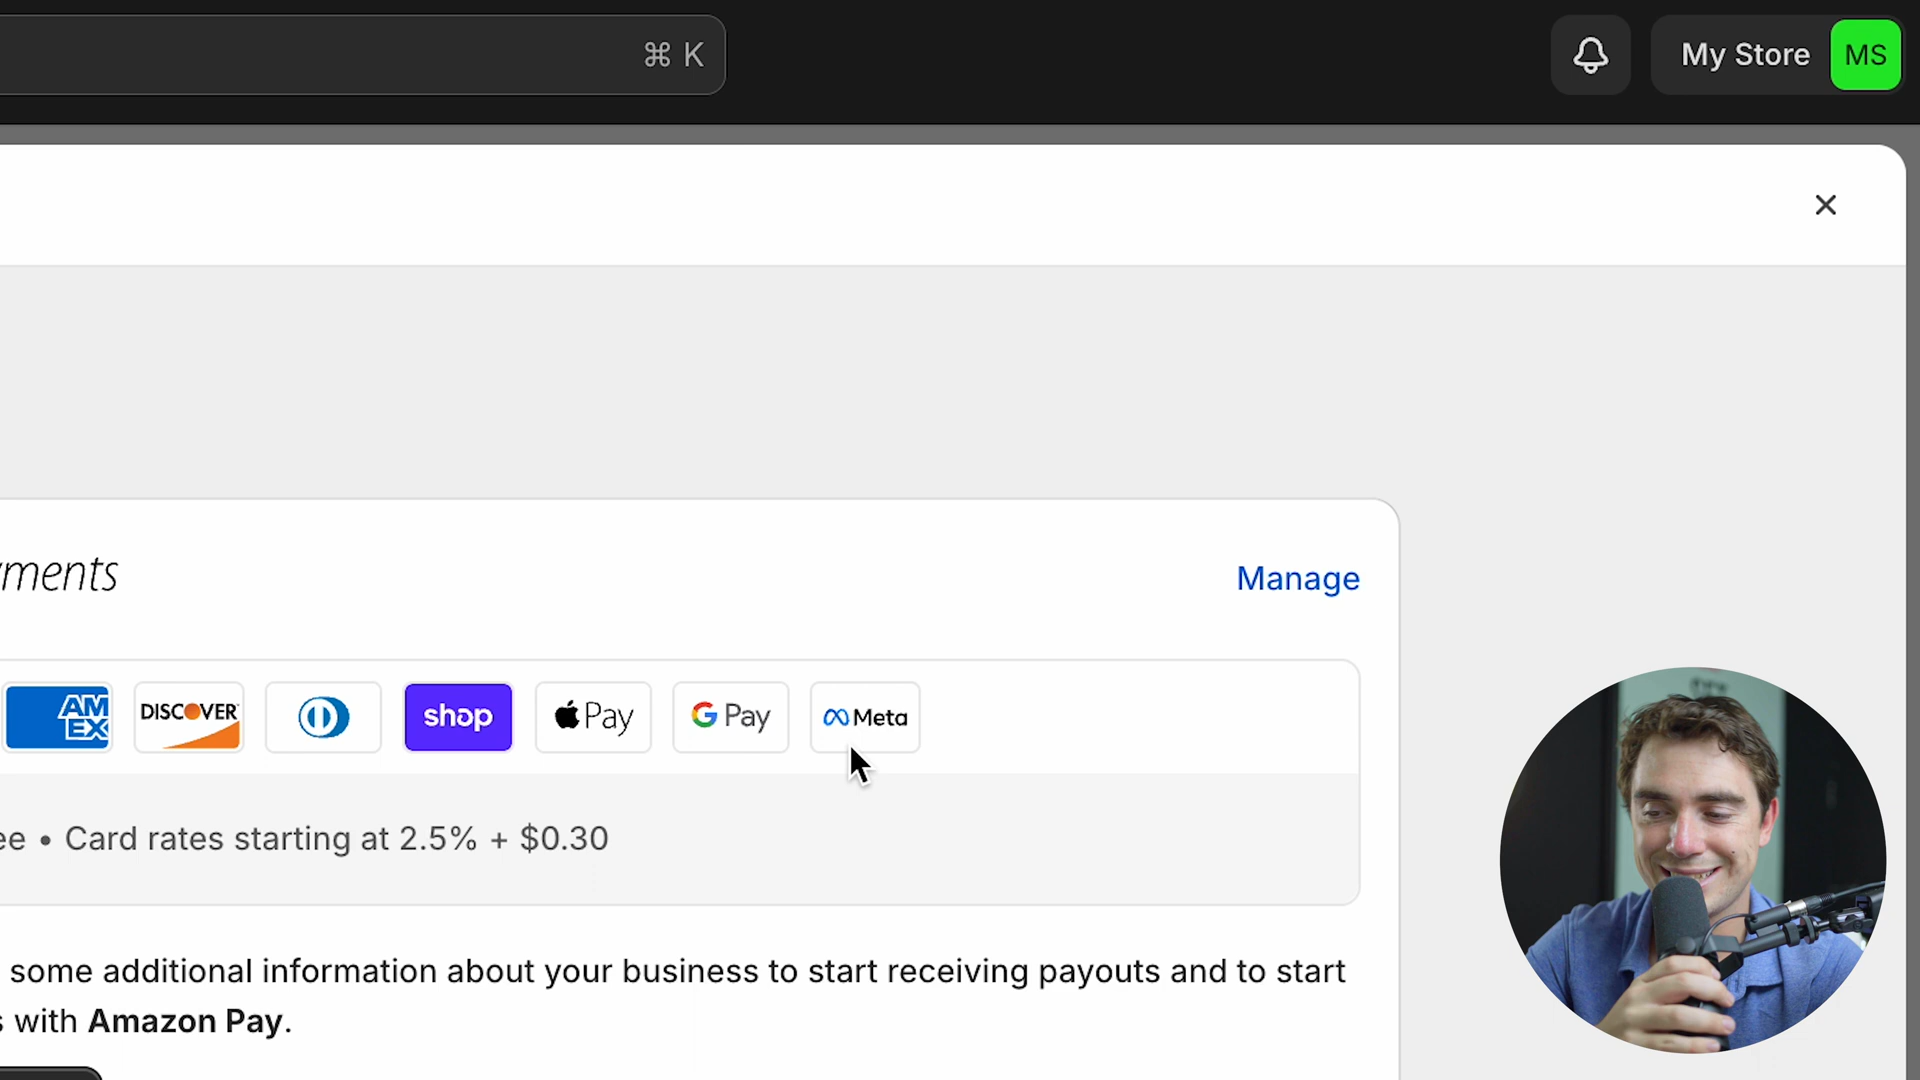 ⌘ K
My Store MS
yments
Manage
AM
EX
DISCOVER
shop
Pay
G Pay
Meta
ee • Card rates starting at 2.5% + $0.30
some additional information about your business to start receiving payouts and to start
s with Amazon Pay.